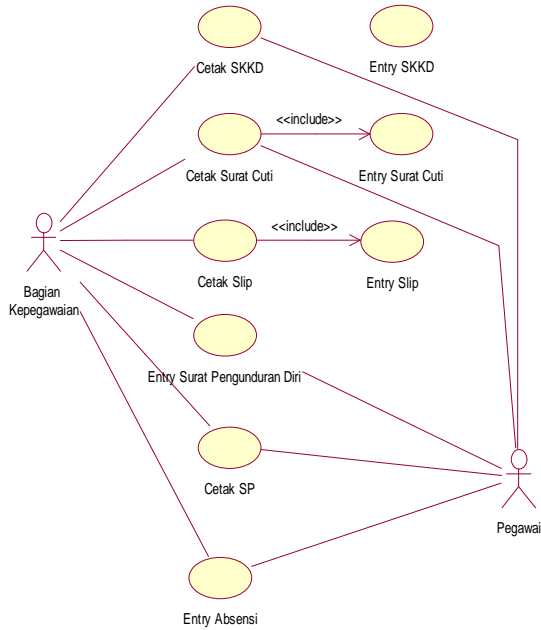 Cetak SKKD
Entry SKKD
<<include>>
Cetak Surat Cuti
Entry Surat Cuti
<<include>>
Cetak Slip
Entry Slip
Bagian
Kepegawaian
Entry Surat Pengunduran Diri
Cetak SP
Pegawai
Entry Absensi